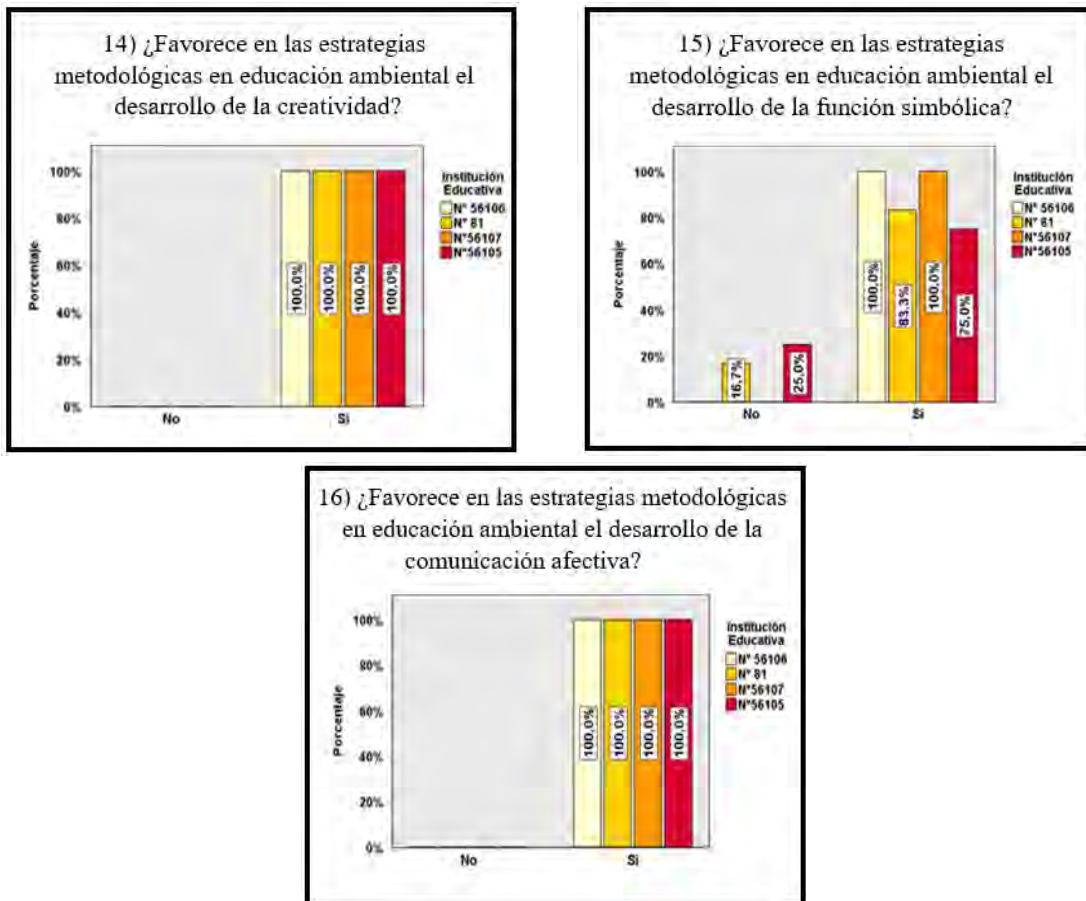 14) ¿Favorece en las estrategias
metodológicas en educación ambiental el
desarrollo de la creatividad?
Institución
Educativa
N° 56106
N° 81
N°56107
N°56105
Porcentaje
100%
80%
60%
40%
20%
0%
100,0%
100,0%
100,0%
100,0%
No
Si
15) ¿Favorece en las estrategias
metodológicas en educación ambiental el
desarrollo de la función simbólica?
Institución
Educativa
N° 56106
N° 81
N°56107
N°56105
Porcentaje
100%
80%
60%
40%
20%
0%
16,7%
25,0%
100,0%
83,3%
100,0%
75,0%
No
Si
16) ¿Favorece en las estrategias metodológicas
en educación ambiental el desarrollo de la
comunicación afectiva?
Institución
Educativa
N° 56106
N° 81
N°56107
N°56105
Porcentaje
100%
80%
60%
40%
20%
0%
100,0%
100,0%
100,0%
100,0%
No
Si